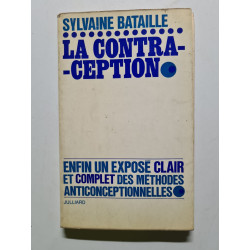 SYLVAINE BATAILLE
LA CONTRA-
-CEPTION
ENFIN UN EXPOSÉ CLAIR
ET COMPLET DES MÉTHODES
ANTICONCEPTIONNELLES
JULLIARD